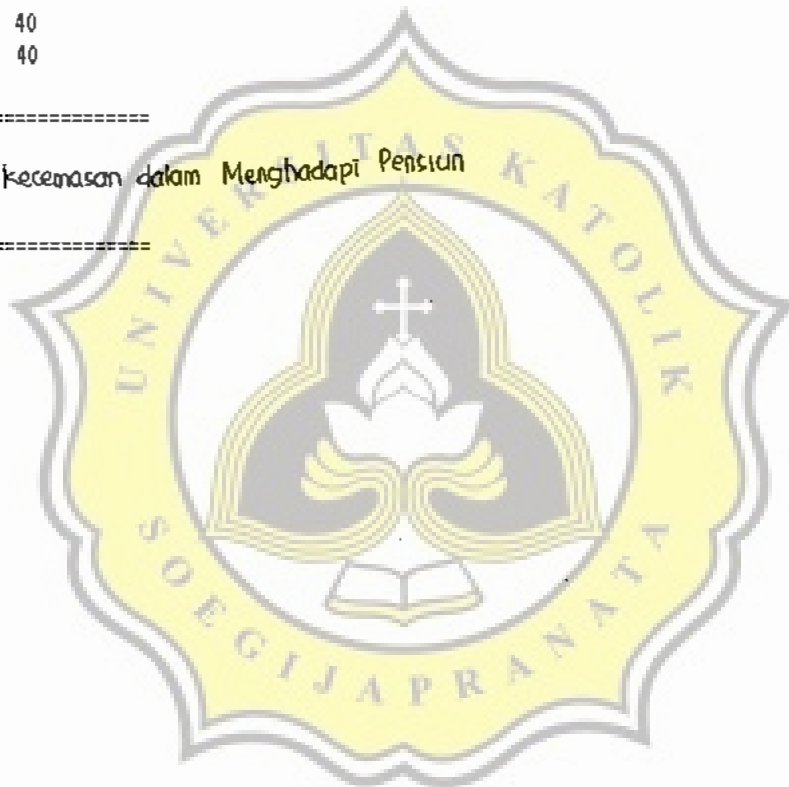 40
40
==============
kecemasan dalam Menghadapi Pensiun
==============
UNIVERSITAS KATOLIK
SOEGIJAPRANATA